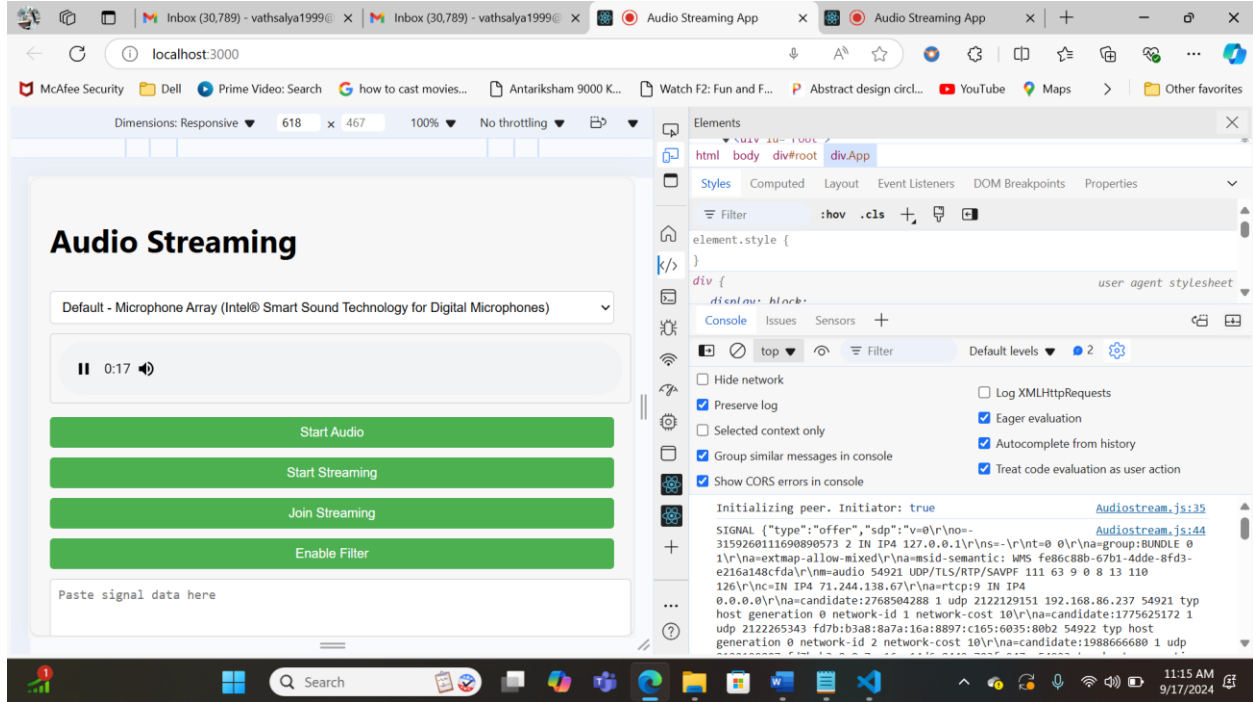 Inbox (30,789) - vathsalya1999@
Inbox (30,789) - vathsalya1999@
Audio Streaming App
Audio Streaming App
localhost:3000
McAfee Security
Dell
Prime Video: Search
how to cast movies...
Antariksham 9000 K...
Watch F2: Fun and F...
Abstract design circl...
YouTube
Maps
Other favorites
Dimensions: Responsive
618 x 467
100%
No throttling
Audio Streaming
Default - Microphone Array (Intel® Smart Sound Technology for Digital Microphones)
0:17
Start Audio
Start Streaming
Join Streaming
Enable Filter
Paste signal data here
Elements
html body div#root div.App
Styles Computed Layout Event Listeners DOM Breakpoints Properties
Filter
:hov .cls
element.style {
}
div {
user agent stylesheet
display: block;
Console Issues Sensors
top
Filter
Default levels
2
Hide network
Preserve log
Selected context only
Group similar messages in console
Show CORS errors in console
Log XMLHttpRequests
Eager evaluation
Autocomplete from history
Treat code evaluation as user action
Initializing peer. Initiator: true
Audiostream.js:35
SIGNAL {"type":"offer","sdp":"v=0\r\no=-
Audiostream.js:44
3159260111690890573 2 IN IP4 127.0.0.1\r\ns=-\r\nt=0 0\r\na=group:BUNDLE 0
1\r\na=extmap-allow-mixed\r\na=msid-semantic: WMS fe86c88b-67b1-4dde-8fd3-
e216a148cfda\r\nm=audio 54921 UDP/TLS/RTP/SAVPF 111 63 9 0 8 13 110
126\r\nc=IN IP4 71.244.138.67\r\na=rtcp:9 IN IP4
0.0.0.0\r\na=candidate:2768504288 1 udp 2122129151 192.168.86.237 54921 typ
host generation 0 network-id 1 network-cost 10\r\na=candidate:1775625172 1
udp 2122265343 fd7b:b3a8:8a7a:16a:8897:c165:6035:80b2 54922 typ host
generation 0 network-id 2 network-cost 10\r\na=candidate:1988666680 1 udp
1
Search
11:15 AM
9/17/2024